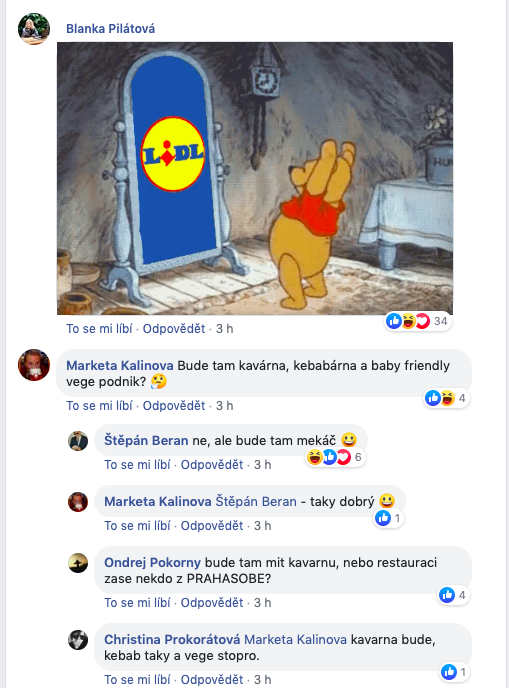 Blanka Pilátová
LIDL
HU
To se mi líbí · Odpovědět · 3 h
34
Marketa Kalinova Bude tam kavárna, kebabárna a baby friendly
vege podnik? 🤔
4
To se mi líbí · Odpovědět · 3 h
Štěpán Beran ne, ale bude tam mekáč 😀
6
To se mi líbí · Odpovědět · 3 h
Marketa Kalinova Štěpán Beran - taky dobrý 😀
1
To se mi líbí · Odpovědět · 3 h
Ondrej Pokorny bude tam mit kavarnu, nebo restauraci
zase nekdo z PRAHASOBE?
4
To se mi líbí · Odpovědět · 3 h
Christina Prokorátová Marketa Kalinova kavarna bude,
kebab taky a vege stopro.
1
To se mi líbí · Odpovědět · 3 h